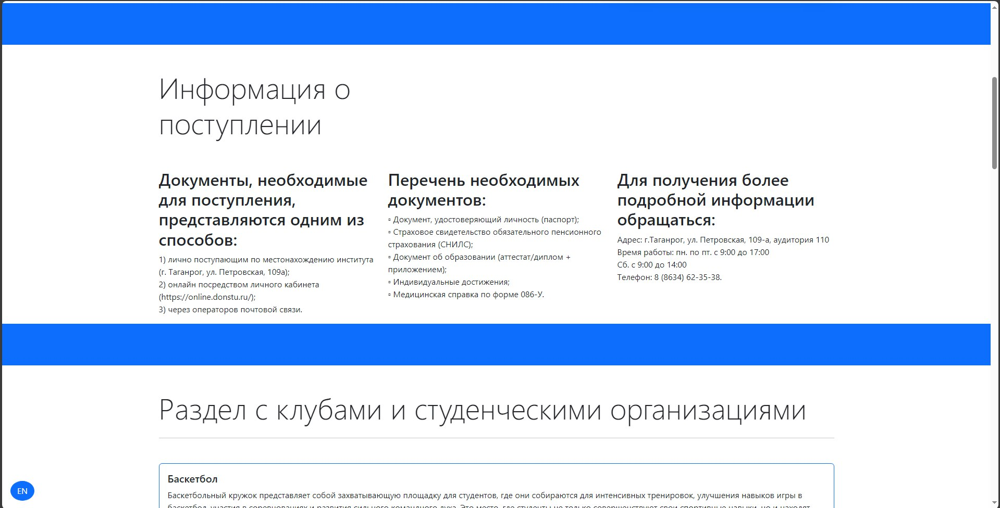 Информация о
поступлении
Документы, необходимые
для поступления,
представляются одним из
способов:
1) лично поступающим по местонахождению института
(г. Таганрог, ул. Петровская, 109а);
2) онлайн посредством личного кабинета
(https://online.donstu.ru/);
3) через операторов почтовой связи.
Перечень необходимых
документов:
▫ Документ, удостоверяющий личность (паспорт);
▫ Страховое свидетельство обязательного пенсионного
страхования (СНИЛС);
▫ Документ об образовании (аттестат/диплом +
приложением);
▫ Индивидуальные достижения;
▫ Медицинская справка по форме 086-У.
Для получения более
подробной информации
обращаться:
Адрес: г.Таганрог, ул. Петровская, 109-а, аудитория 110
Время работы: пн. по пт. с 9:00 до 17:00
Сб. с 9:00 до 14:00
Телефон: 8 (8634) 62-35-38.
Раздел с клубами и студенческими организациями
Баскетбол
Баскетбольный кружок представляет собой захватывающую площадку для студентов, где они собираются для интенсивных тренировок, улучшения навыков игры в
баскетбол, участия в соревнованиях и развития сильного командного духа. Это место, где студенты не только совершенствуют свои спортивные навыки, но и находят
EN